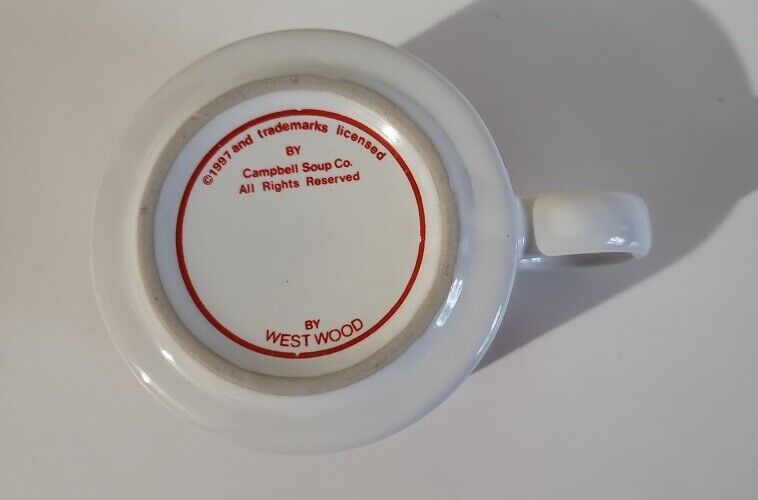 ©1997 and trademarks licensed
BY
Campbell Soup Co.
All Rights Reserved
BY
WESTWOOD